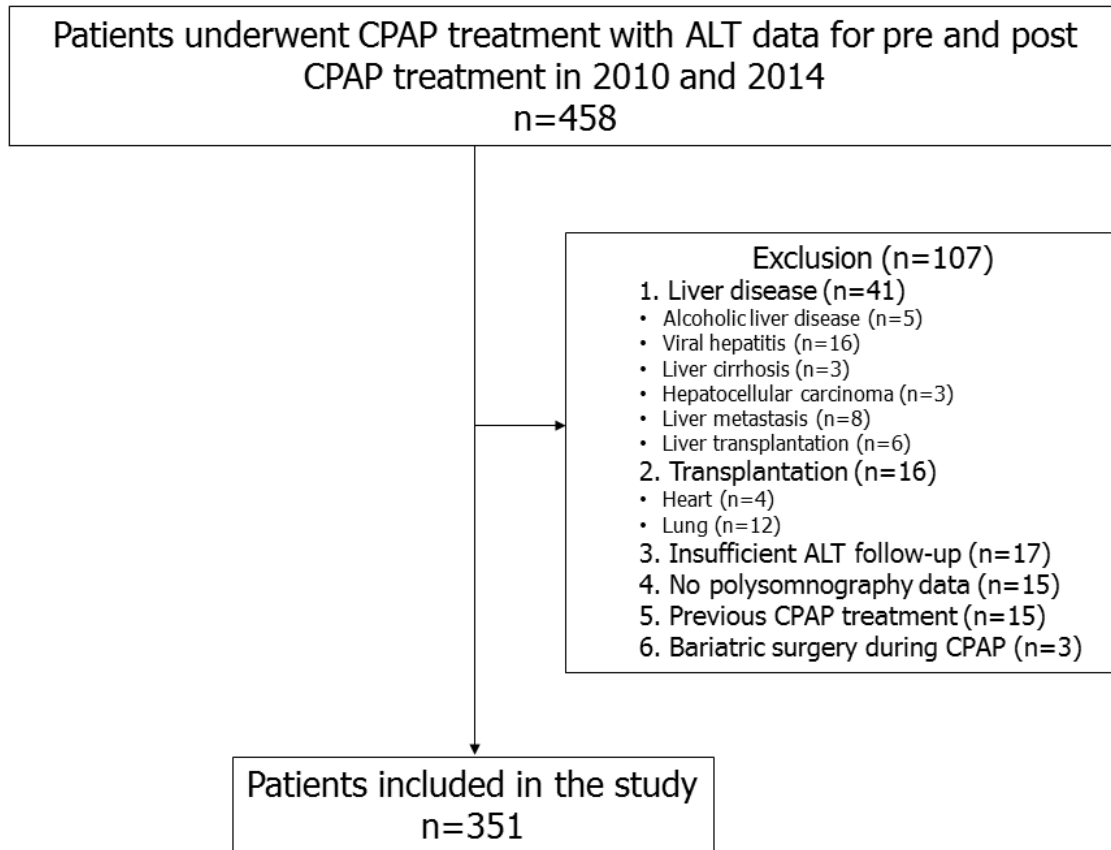 Patients underwent CPAP treatment with ALT data for pre and post
CPAP treatment in 2010 and 2014
n=458
Exclusion (n=107)
1. Liver disease (n=41)
• Alcoholic liver disease (n=5)
• Viral hepatitis (n=16)
• Liver cirrhosis (n=3)
• Hepatocellular carcinoma (n=3)
• Liver metastasis (n=8)
• Liver transplantation (n=6)
2. Transplantation (n=16)
• Heart (n=4)
• Lung (n=12)
3. Insufficient ALT follow-up (n=17)
4. No polysomnography data (n=15)
5. Previous CPAP treatment (n=15)
6. Bariatric surgery during CPAP (n=3)
Patients included in the study
n=351